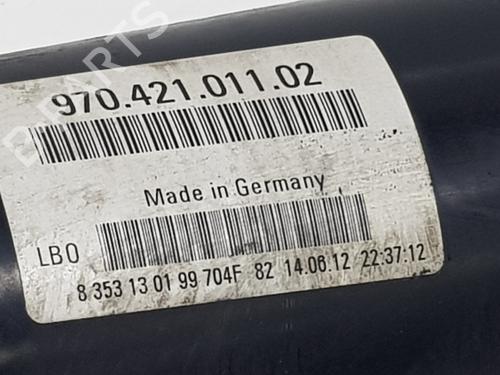 970.421.011.02
Made in Germany
LBO
8 353 13 01 99 704F 82 14.06.12 22:37:12
B-PARTS